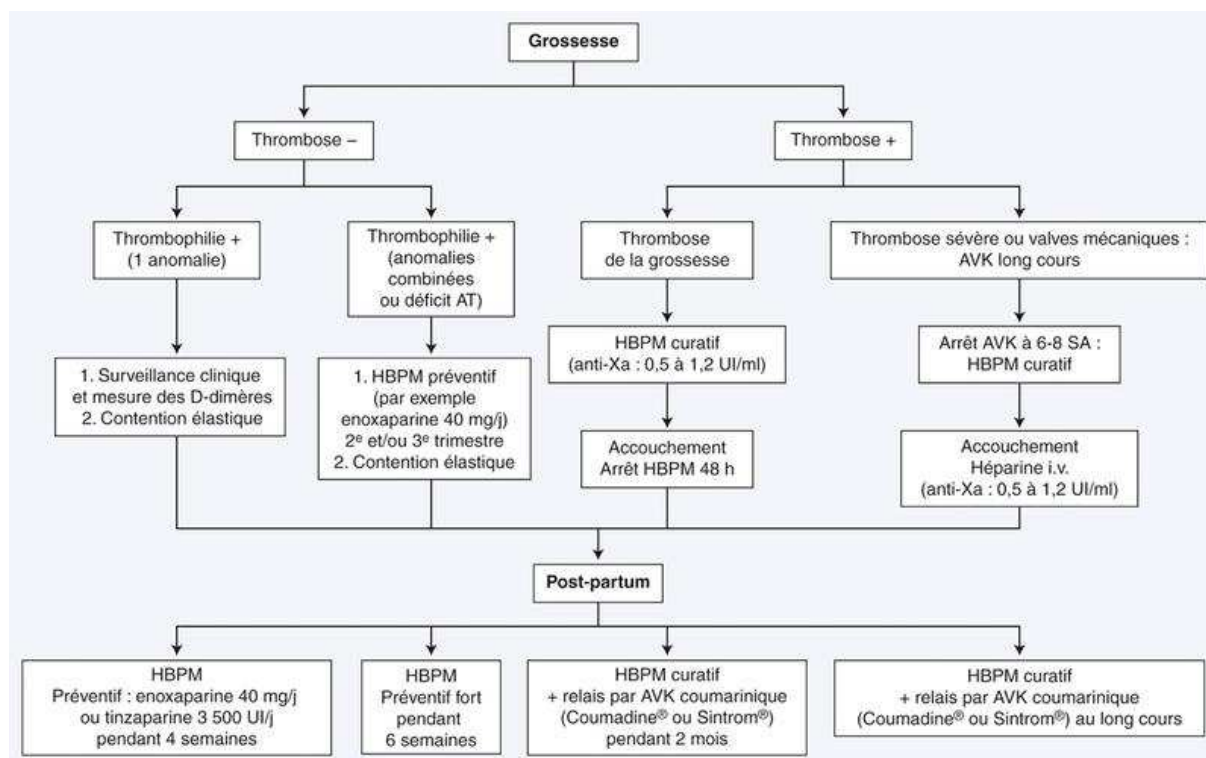 Grossesse
Thrombose –
Thrombose +
Thrombophilie +
(1 anomalie)
Thrombophilie +
(anomalies
combinées
ou déficit AT)
Thrombose
de la grossesse
Thrombose sévère ou valves mécaniques :
AVK long cours
1. Surveillance clinique
et mesure des D-dimères
2. Contention élastique
1. HBPM préventif
(par exemple
enoxaparine 40 mg/j)
2e et/ou 3e trimestre
2. Contention élastique
HBPM curatif
(anti-Xa : 0,5 à 1,2 UI/ml)
Arrêt AVK à 6-8 SA :
HBPM curatif
Accouchement
Arrêt HBPM 48 h
Accouchement
Héparine i.v.
(anti-Xa : 0,5 à 1,2 UI/ml)
Post-partum
HBPM
Préventif : enoxaparine 40 mg/j
ou tinzaparine 3 500 UI/j
pendant 4 semaines
HBPM
Préventif fort
pendant
6 semaines
HBPM curatif
+ relais par AVK coumarinique
(Coumadine® ou Sintrom®)
pendant 2 mois
HBPM curatif
+ relais par AVK coumarinique
(Coumadine® ou Sintrom®) au long cours